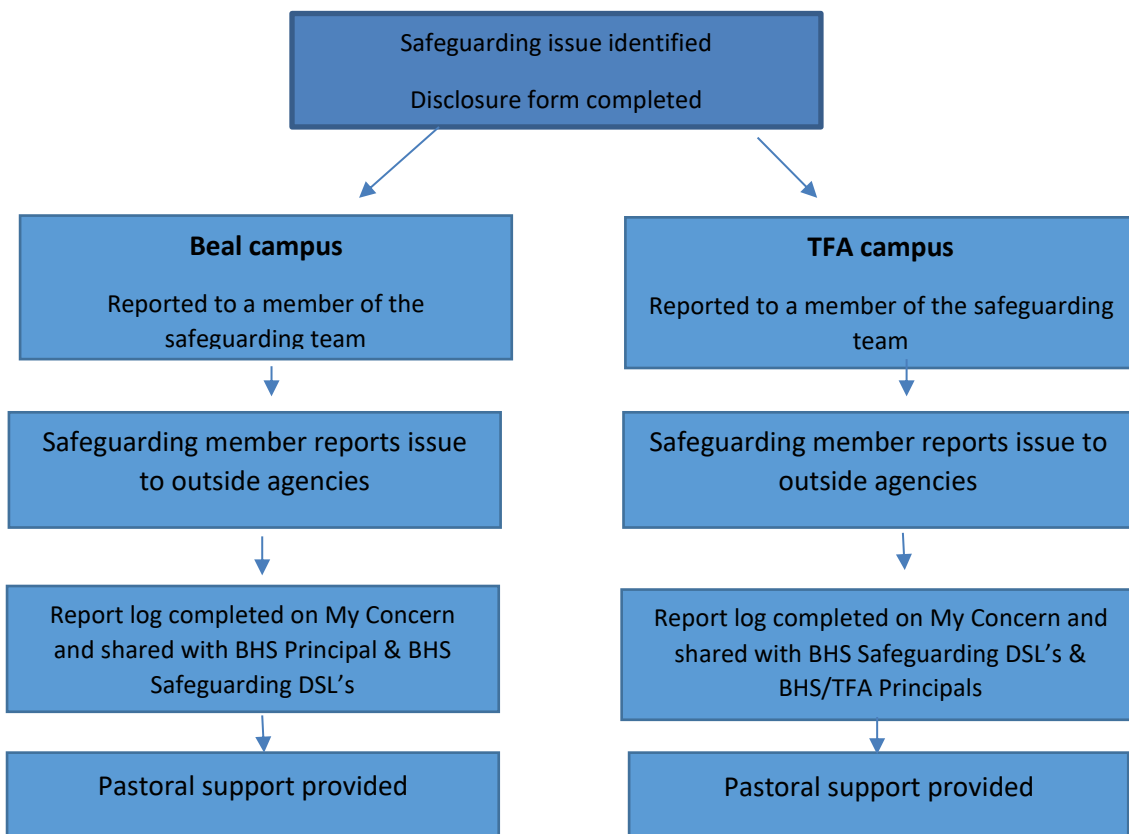 Safeguarding issue identified
Disclosure form completed
Beal campus
Reported to a member of the
safeguarding team
TFA campus
Reported to a member of the safeguarding
team
Safeguarding member reports issue
to outside agencies
Safeguarding member reports issue to
outside agencies
Report log completed on My Concern
and shared with BHS Principal & BHS
Safeguarding DSL’s
Report log completed on My Concern and
shared with BHS Safeguarding DSL’s &
BHS/TFA Principals
Pastoral support provided
Pastoral support provided